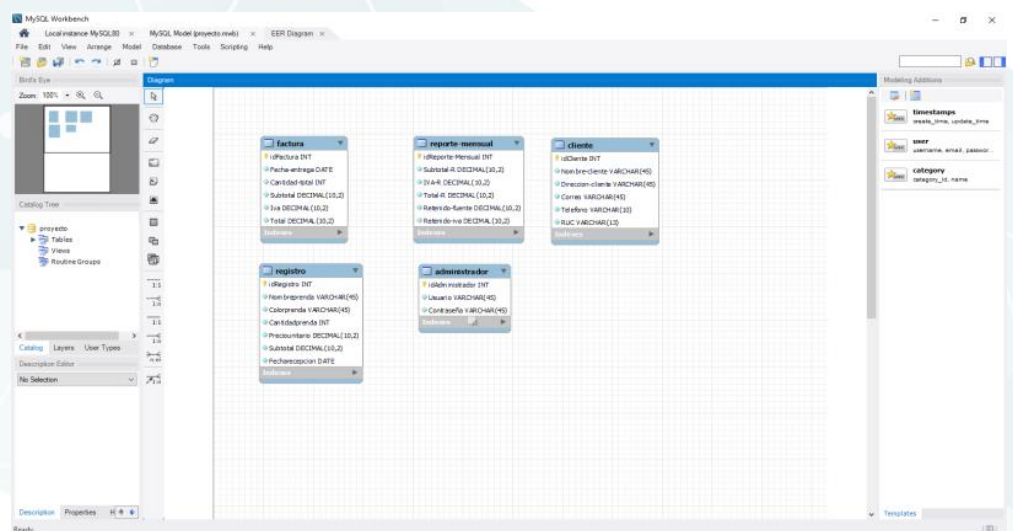 MySQL Workbench
Local instance MySQL80 × MySQL Model (proyecto.mwb) × EER Diagram ×
File Edit View Arrange Model Database Tools Scripting Help
Bird's Eye
Zoom: 100%
Diagram
Modeling Additions
timestamps
create_time, update_time
user
username, email, passwor...
category
category_id, name
factura
idFactura INT
Fecha-entrega DATE
Cantidad-total INT
Subtotal DECIMAL(10,2)
Iva DECIMAL(10,2)
Total DECIMAL(10,2)
Indexes
reporte-mensual
idReporte-Mensual INT
Subtotal-R DECIMAL(10,2)
IVA-R DECIMAL(10,2)
Total-R DECIMAL(10,2)
Retenido-fuente DECIMAL(10,2)
Retenido-iva DECIMAL(10,2)
Indexes
cliente
idCliente INT
Nombre-cliente VARCHAR(45)
Direccion-cliente VARCHAR(45)
Correo VARCHAR(45)
Telefono VARCHAR(10)
RUC VARCHAR(13)
Indexes
Catalog Tree
proyecto
Tables
Views
Routine Groups
registro
idRegistro INT
Nombreprenda VARCHAR(45)
Colorprenda VARCHAR(45)
Cantidadprenda INT
Preciounitario DECIMAL(10,2)
Subtotal DECIMAL(10,2)
Fecharecepcion DATE
Indexes
administrador
idAdministrador INT
Usuario VARCHAR(45)
Contraseña VARCHAR(45)
Indexes
1:1
1:n
1:1
1:n
n:m
1:n
Catalog Layers User Types
Description Editor
No Selection
Description Properties H
Templates
Ready